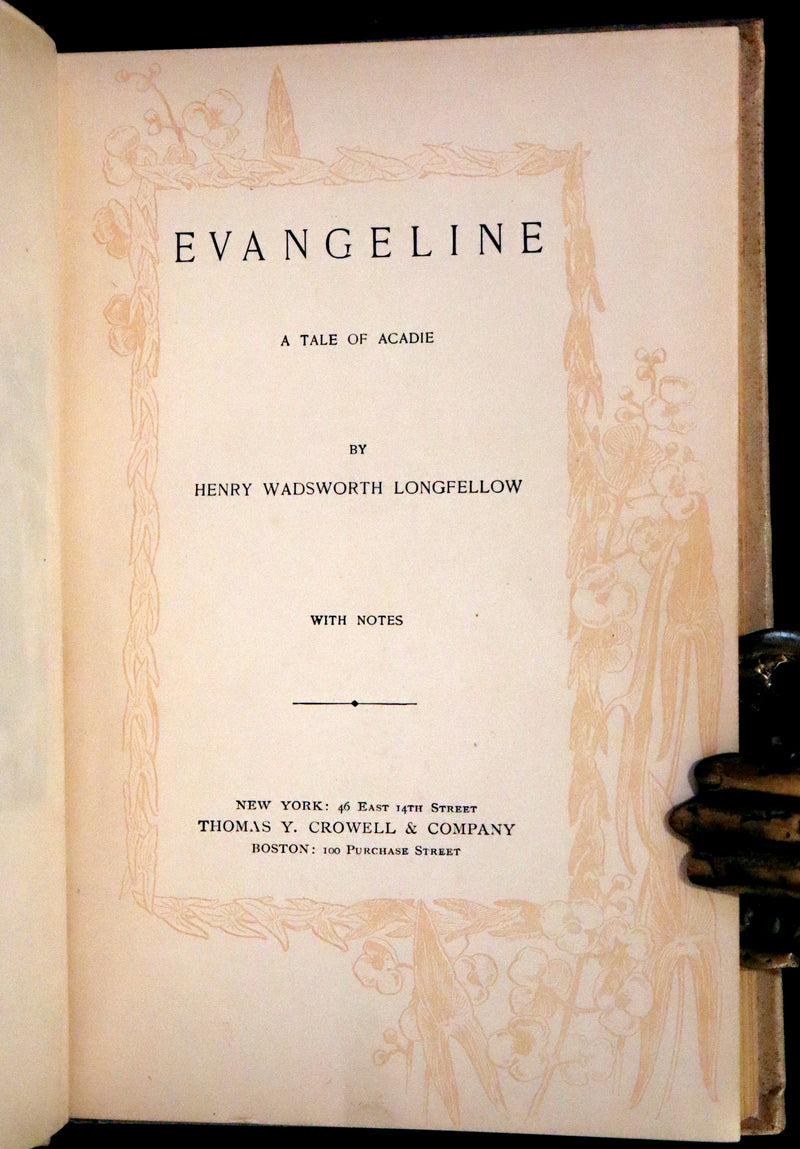 EVANGELINE
A TALE OF ACADIE
BY
HENRY WADSWORTH LONGFELLOW
WITH NOTES
NEW YORK: 46 EAST 14TH STREET
THOMAS Y. CROWELL & COMPANY
BOSTON: 100 PURCHASE STREET